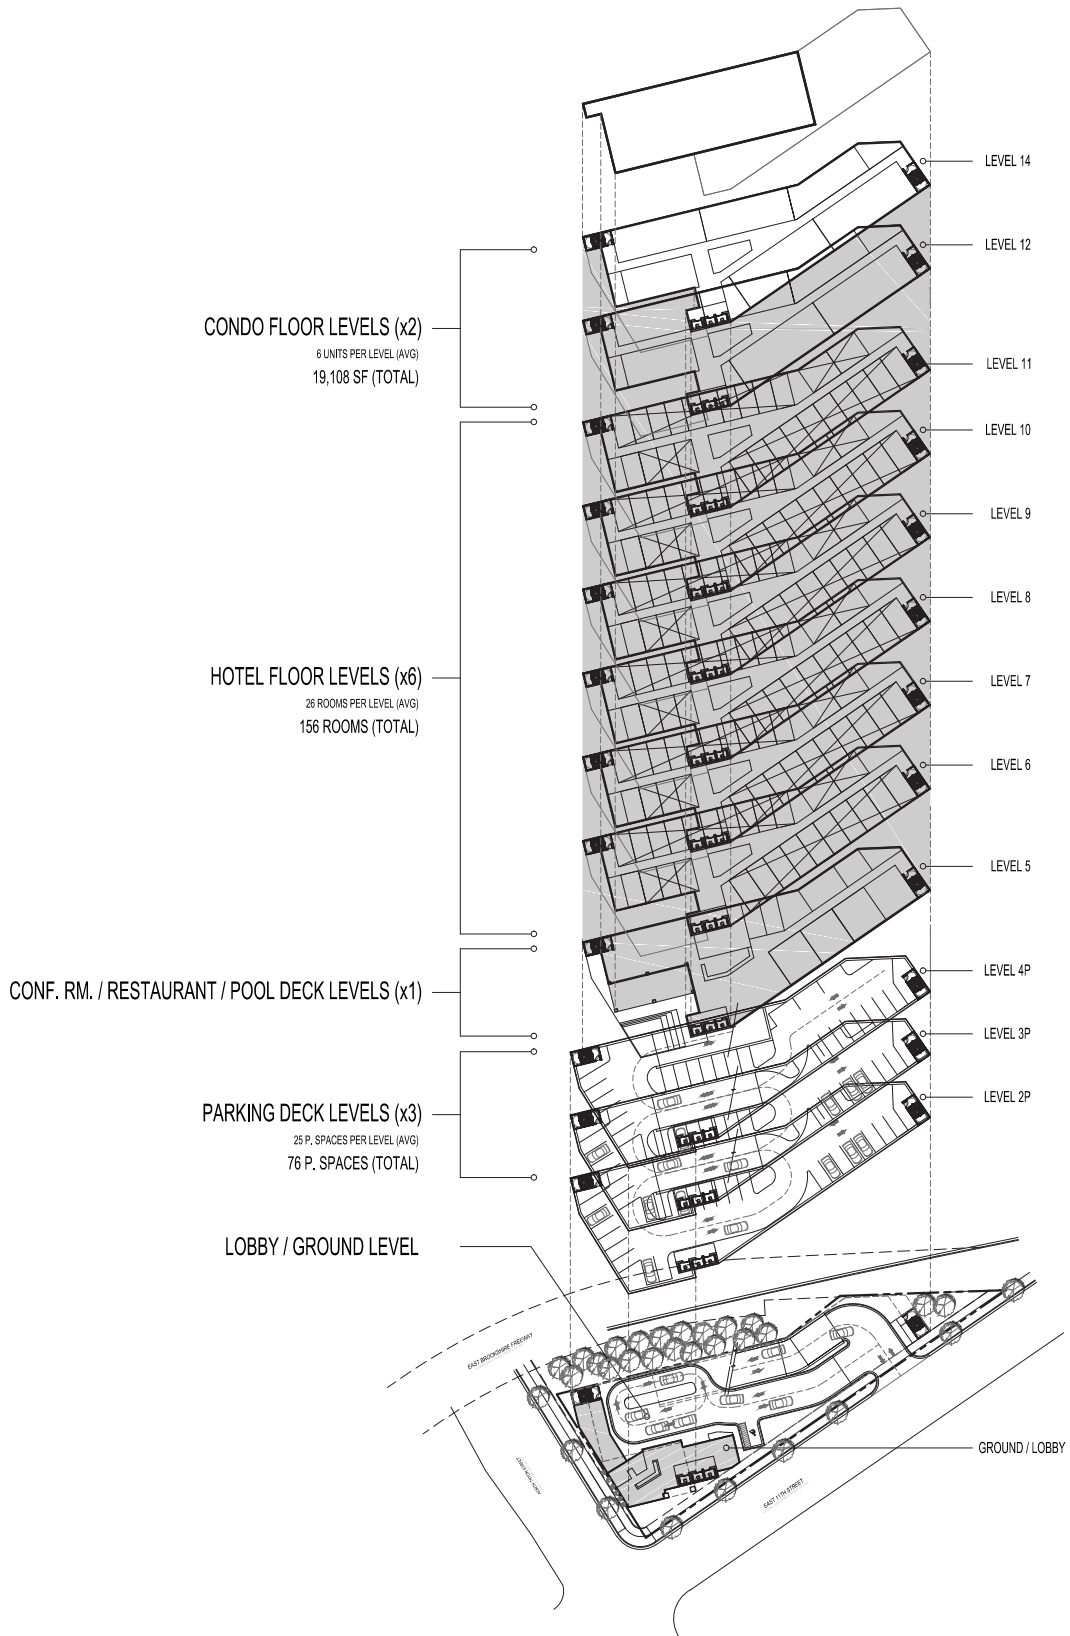 LEVEL 14
LEVEL 12
CONDO FLOOR LEVELS (x2)
6 UNITS PER LEVEL (AVG)
19,108 SF (TOTAL)
LEVEL 11
LEVEL 10
LEVEL 9
LEVEL 8
HOTEL FLOOR LEVELS (x6)
26 ROOMS PER LEVEL (AVG)
156 ROOMS (TOTAL)
LEVEL 7
LEVEL 6
LEVEL 5
CONF. RM. / RESTAURANT / POOL DECK LEVELS (x1)
LEVEL 4P
LEVEL 3P
LEVEL 2P
PARKING DECK LEVELS (x3)
25 P. SPACES PER LEVEL (AVG)
76 P. SPACES (TOTAL)
LOBBY / GROUND LEVEL
EAST BROOKSHIRE FREEWAY
GROUND / LOBBY
NORTH TRYON STREET
EAST 11TH STREET